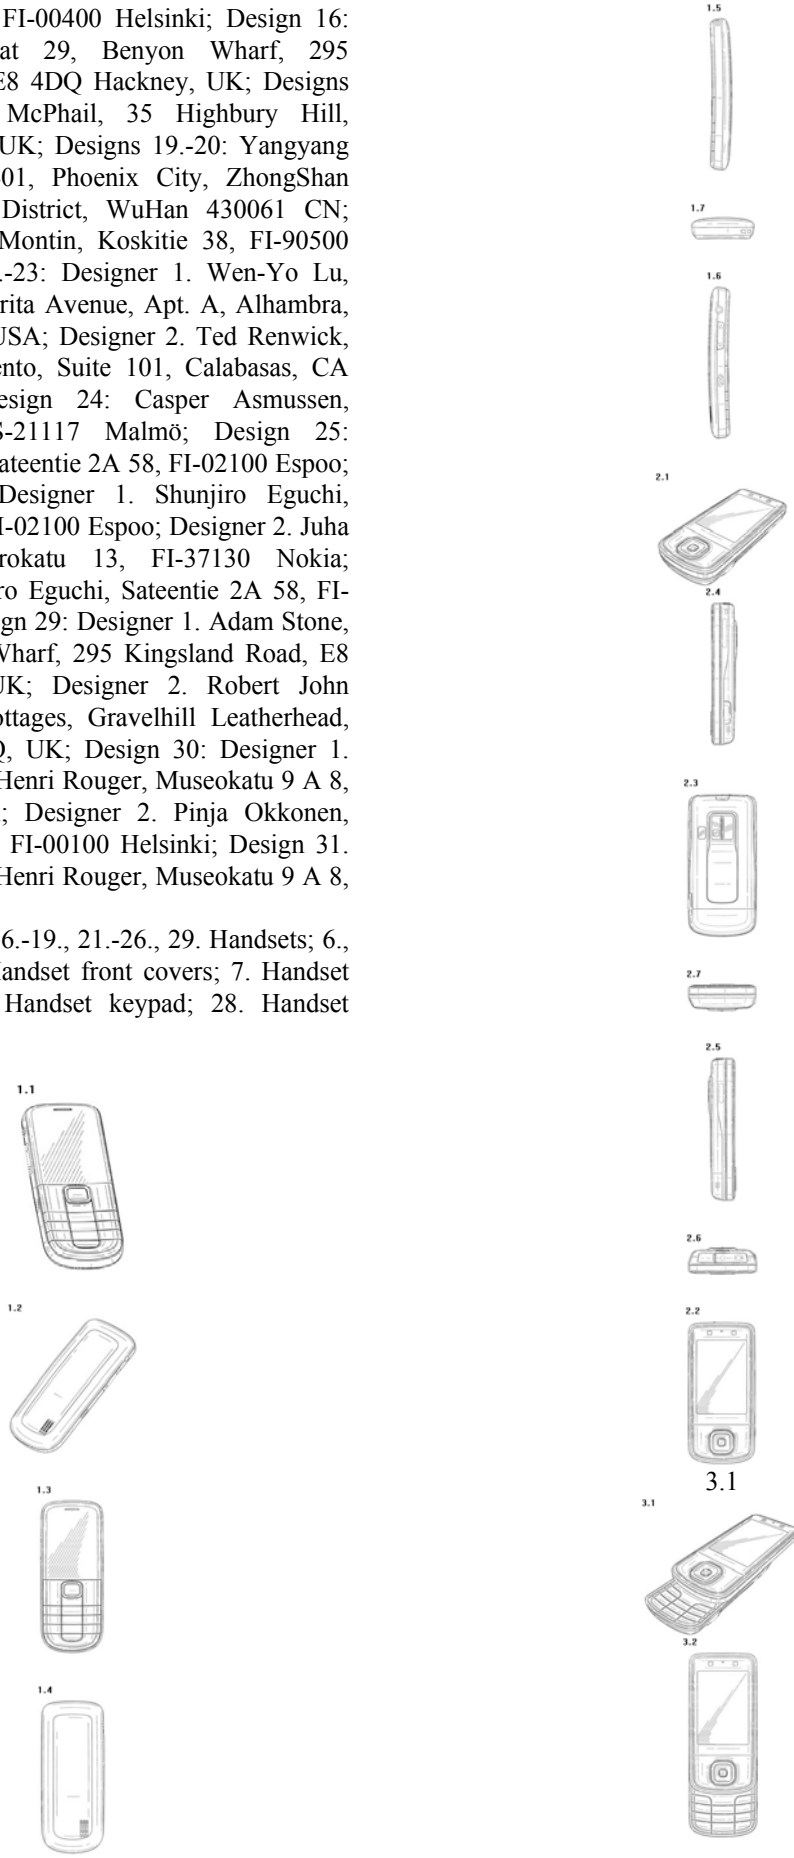 FI-00400 Helsinki; Design 16:
at 29, Benyon Wharf, 295
E8 4DQ Hackney, UK; Designs
McPhail, 35 Highbury Hill,
UK; Designs 19.-20: Yangyang
01, Phoenix City, ZhongShan
District, WuHan 430061 CN;
Montin, Koskitie 38, FI-90500
.-23: Designer 1. Wen-Yo Lu,
rita Avenue, Apt. A, Alhambra,
USA; Designer 2. Ted Renwick,
ento, Suite 101, Calabasas, CA
esign 24: Casper Asmussen,
S-21117 Malmö; Design 25:
ateentie 2A 58, FI-02100 Espoo;
Designer 1. Shunjiro Eguchi,
I-02100 Espoo; Designer 2. Juha
rokatu 13, FI-37130 Nokia;
ro Eguchi, Sateentie 2A 58, FI-
gn 29: Designer 1. Adam Stone,
Wharf, 295 Kingsland Road, E8
UK; Designer 2. Robert John
ottages, Gravelhill Leatherhead,
Q, UK; Design 30: Designer 1.
Henri Rouger, Museokatu 9 A 8,
; Designer 2. Pinja Okkonen,
FI-00100 Helsinki; Design 31.
Henri Rouger, Museokatu 9 A 8,
6.-19., 21.-26., 29. Handsets; 6.,
Handset front covers; 7. Handset
Handset keypad; 28. Handset
1.1
1.2
1.3
1.4
1.5
1.7
1.6
2.1
2.4
2.3
2.7
2.5
2.6
2.2
3.1
3.1
3.2